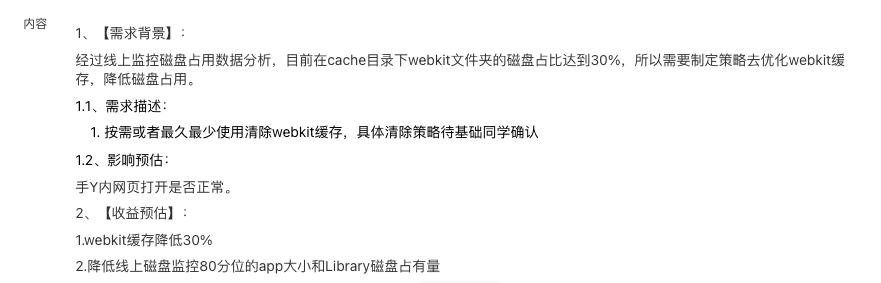 内容
1、【需求背景】:
经过线上监控磁盘占用数据分析，目前在cache目录下webkit文件夹的磁盘占比达到30%，所以需要制定策略去优化webkit缓
存，降低磁盘占用。
1.1、需求描述:
1. 按需或者最久最少使用清除webkit缓存，具体清除策略待基础同学确认
1.2、影响预估:
手Y内网页打开是否正常。
2、【收益预估】:
1.webkit缓存降低30%
2.降低线上磁盘监控80分位的app大小和Library磁盘占有量